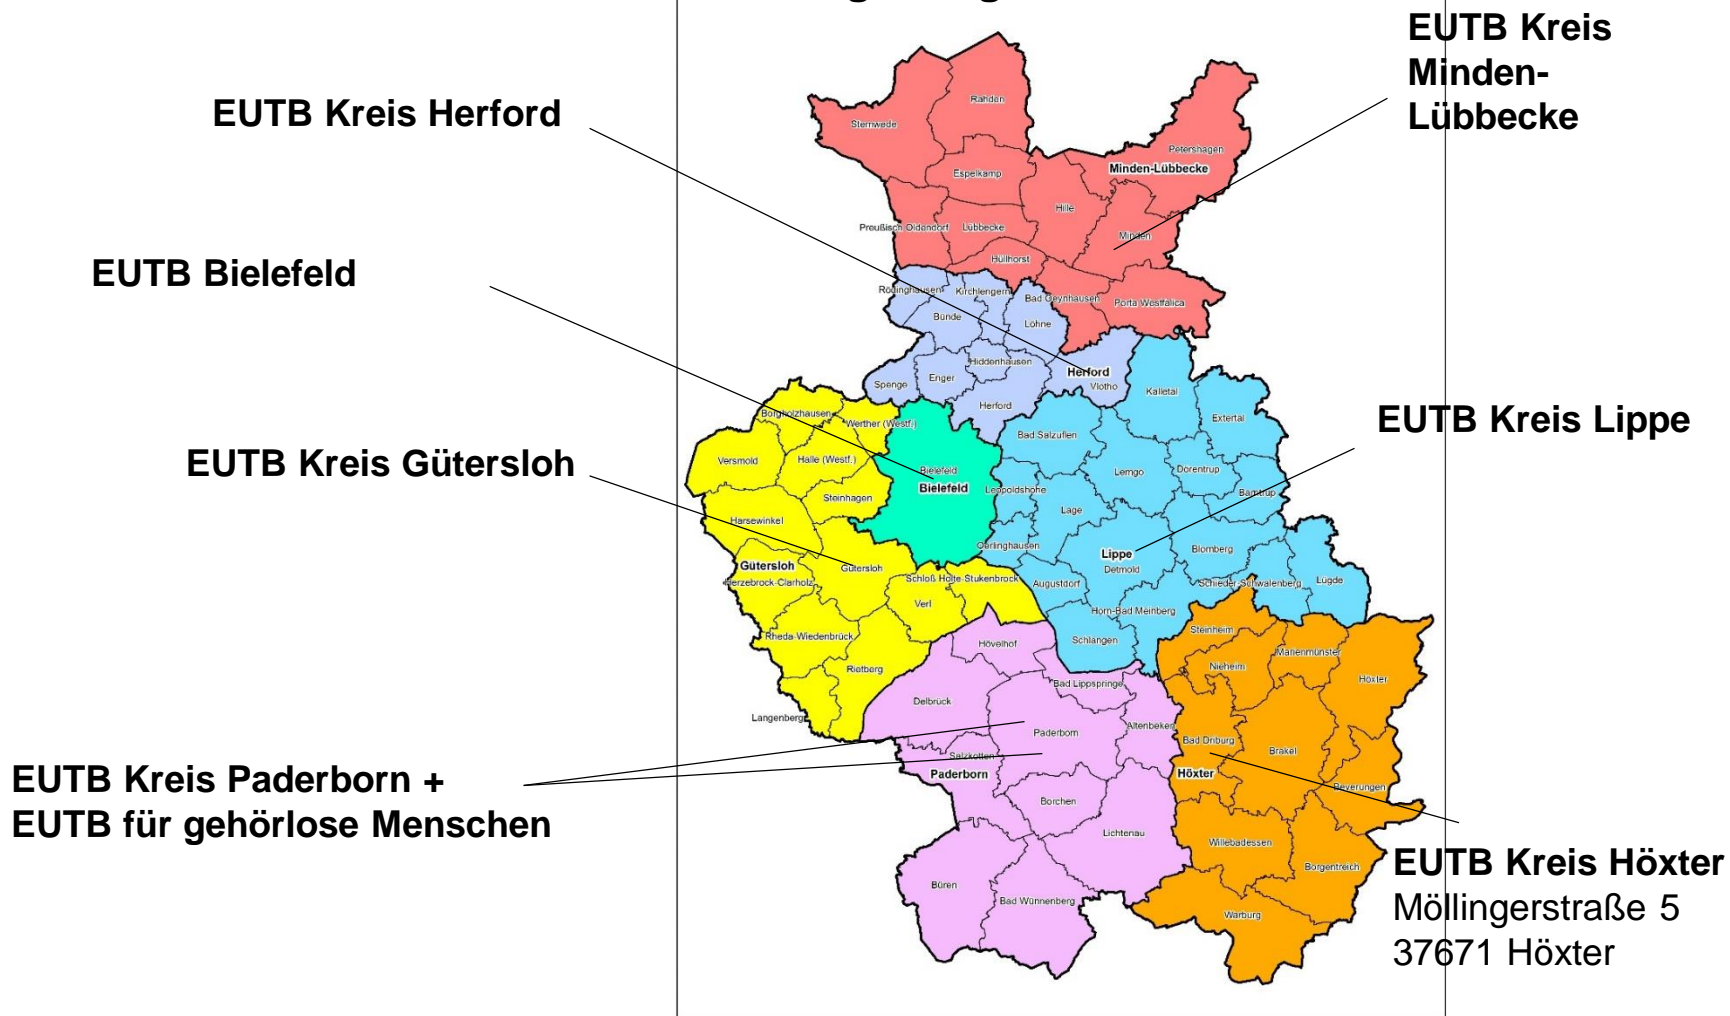 EUTB Kreis
Minden-
Lübbecke
EUTB Kreis Herford
EUTB Bielefeld
EUTB Kreis Gütersloh
EUTB Kreis Lippe
EUTB Kreis Paderborn +
EUTB für gehörlose Menschen
EUTB Kreis Höxter
Möllingerstraße 5
37671 Höxter
Rahden
Stemwede
Petershagen
Minden-Lübbecke
Espelkamp
Hille
Preußisch Oldendorf
Lübbecke
Minden
Hüllhorst
Rödinghausen
Kirchlengern
Bad Oeynhausen
Porta Westfalica
Bünde
Löhne
Hiddenhausen
Herford
Vlotho
Spenge
Enger
Herford
Kalletal
Extertal
Borgholzhausen
Werther (Westf.)
Bad Salzuflen
Versmold
Halle (Westf.)
Bielefeld
Bielefeld
Lemgo
Dörentrup
Steinhagen
Leopoldshöhe
Barntrup
Lage
Harsewinkel
Oerlinghausen
Lippe
Detmold
Blomberg
Gütersloh
Gütersloh
Herzebrock-Clarholz
Schloß Holte-Stukenbrock
Augustdorf
Schieder-Schwalenberg
Lügde
Verl
Horn-Bad Meinberg
Rheda-Wiedenbrück
Hövelhof
Schlangen
Steinheim
Rietberg
Nieheim
Marienmünster
Höxter
Bad Lippspringe
Delbrück
Langenberg
Altenbeken
Paderborn
Bad Driburg
Brakel
Salzkotten
Paderborn
Höxter
Beverungen
Borchen
Lichtenau
Willebadessen
Borgentreich
Büren
Bad Wünnenberg
Warburg